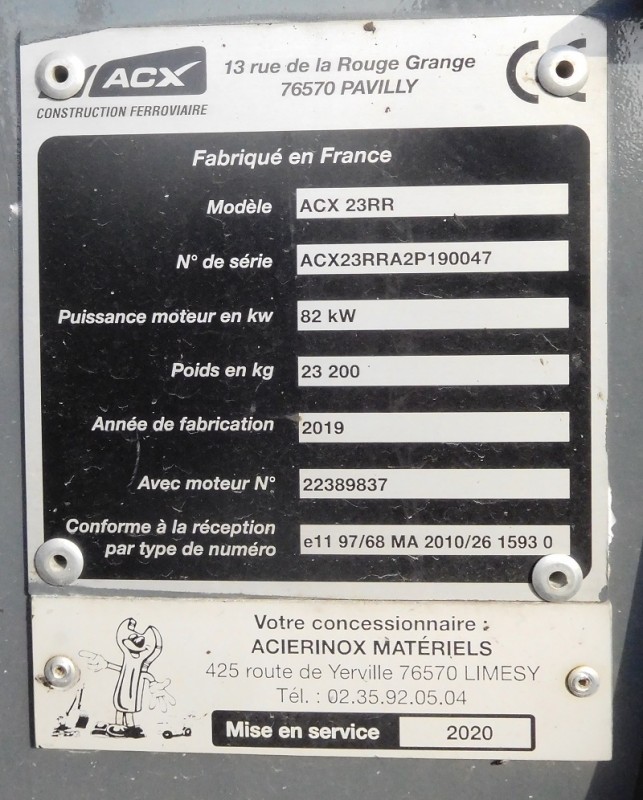 ACX
CONSTRUCTION FERROVIAIRE
13 rue de la Rouge Grange
76570 PAVILLY
CE
Fabriqué en France
Modèle ACX 23RR
N° de série ACX23RRA2P190047
Puissance moteur en kw 82 kW
Poids en kg 23 200
Année de fabrication 2019
Avec moteur N° 22389837
Conforme à la réception
par type de numéro e11 97/68 MA 2010/26 1593 0
Votre concessionnaire :
ACIERINOX MATÉRIELS
425 route de Yerville 76570 LIMESY
Tél. : 02.35.92.05.04
Mise en service 2020